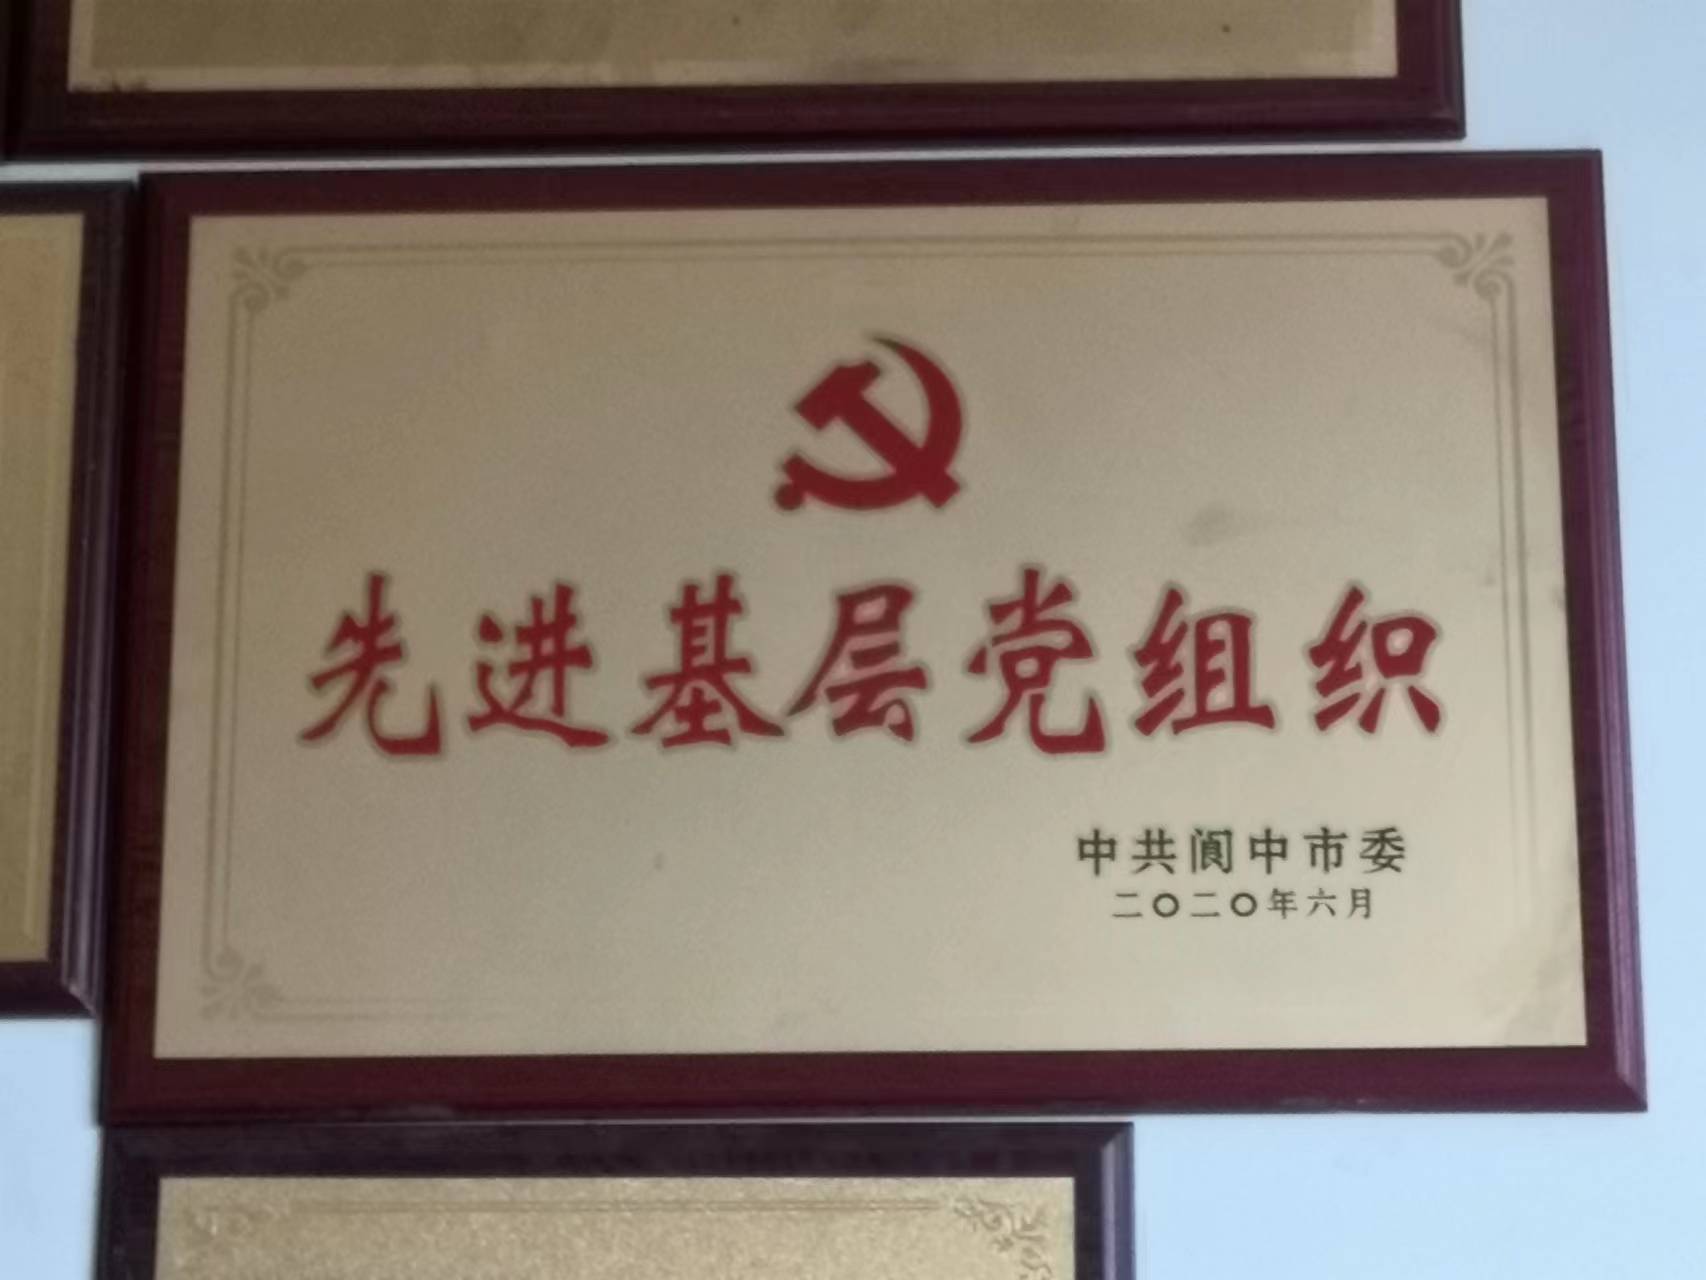 先进基层党组织
中共阆中市委
二〇二〇年六月